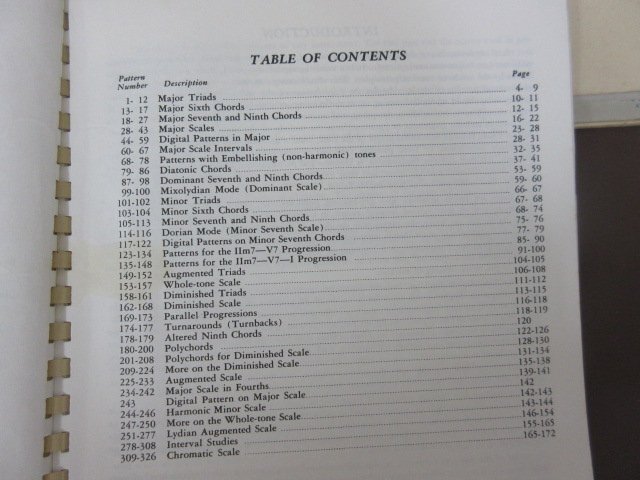 TABLE OF CONTENTS
Pattern Number Description Page
1- 12 Major Triads 4- 9
13- 17 Major Sixth Chords 10- 11
18- 27 Major Seventh and Ninth Chords 12- 15
28- 43 Major Scales 16- 22
44- 59 Digital Patterns in Major 23- 28
60- 67 Major Scale Intervals 28- 31
68- 78 Patterns with Embellishing (non-harmonic) tones 32- 35
79- 86 Diatonic Chords 37- 41
87- 98 Dominant Seventh and Ninth Chords 53- 59
99-100 Mixolydian Mode (Dominant Scale) 59- 60
101-102 Minor Triads 66- 67
103-104 Minor Sixth Chords 67- 68
105-113 Minor Seventh and Ninth Chords 68- 74
114-116 Dorian Mode (Minor Seventh Scale) 75- 76
117-122 Digital Patterns on Minor Seventh Chords 77- 79
123-134 Patterns for the IIm7—V7 Progression 85- 90
135-148 Patterns for the IIm7—V7—I Progression 91-100
149-152 Augmented Triads 104-105
153-157 Whole-tone Scale 106-108
158-161 Diminished Triads 111-112
162-168 Diminished Scale 113-115
169-173 Parallel Progressions 116-118
174-177 Turnarounds (Turnbacks) 118-119
178-179 Altered Ninth Chords 120
180-200 Polychords 122-126
201-208 Polychords for Diminished Scale 128-130
209-224 More on the Diminished Scale 131-134
225-233 Augmented Scale 135-138
234-242 Major Scale in Fourths 139-141
243 Digital Pattern on Major Scale 142
244-246 Harmonic Minor Scale 142-143
247-250 More on the Whole-tone Scale 143-144
251-277 Lydian Augmented Scale 146-154
278-308 Interval Studies 155-165
309-326 Chromatic Scale 165-172